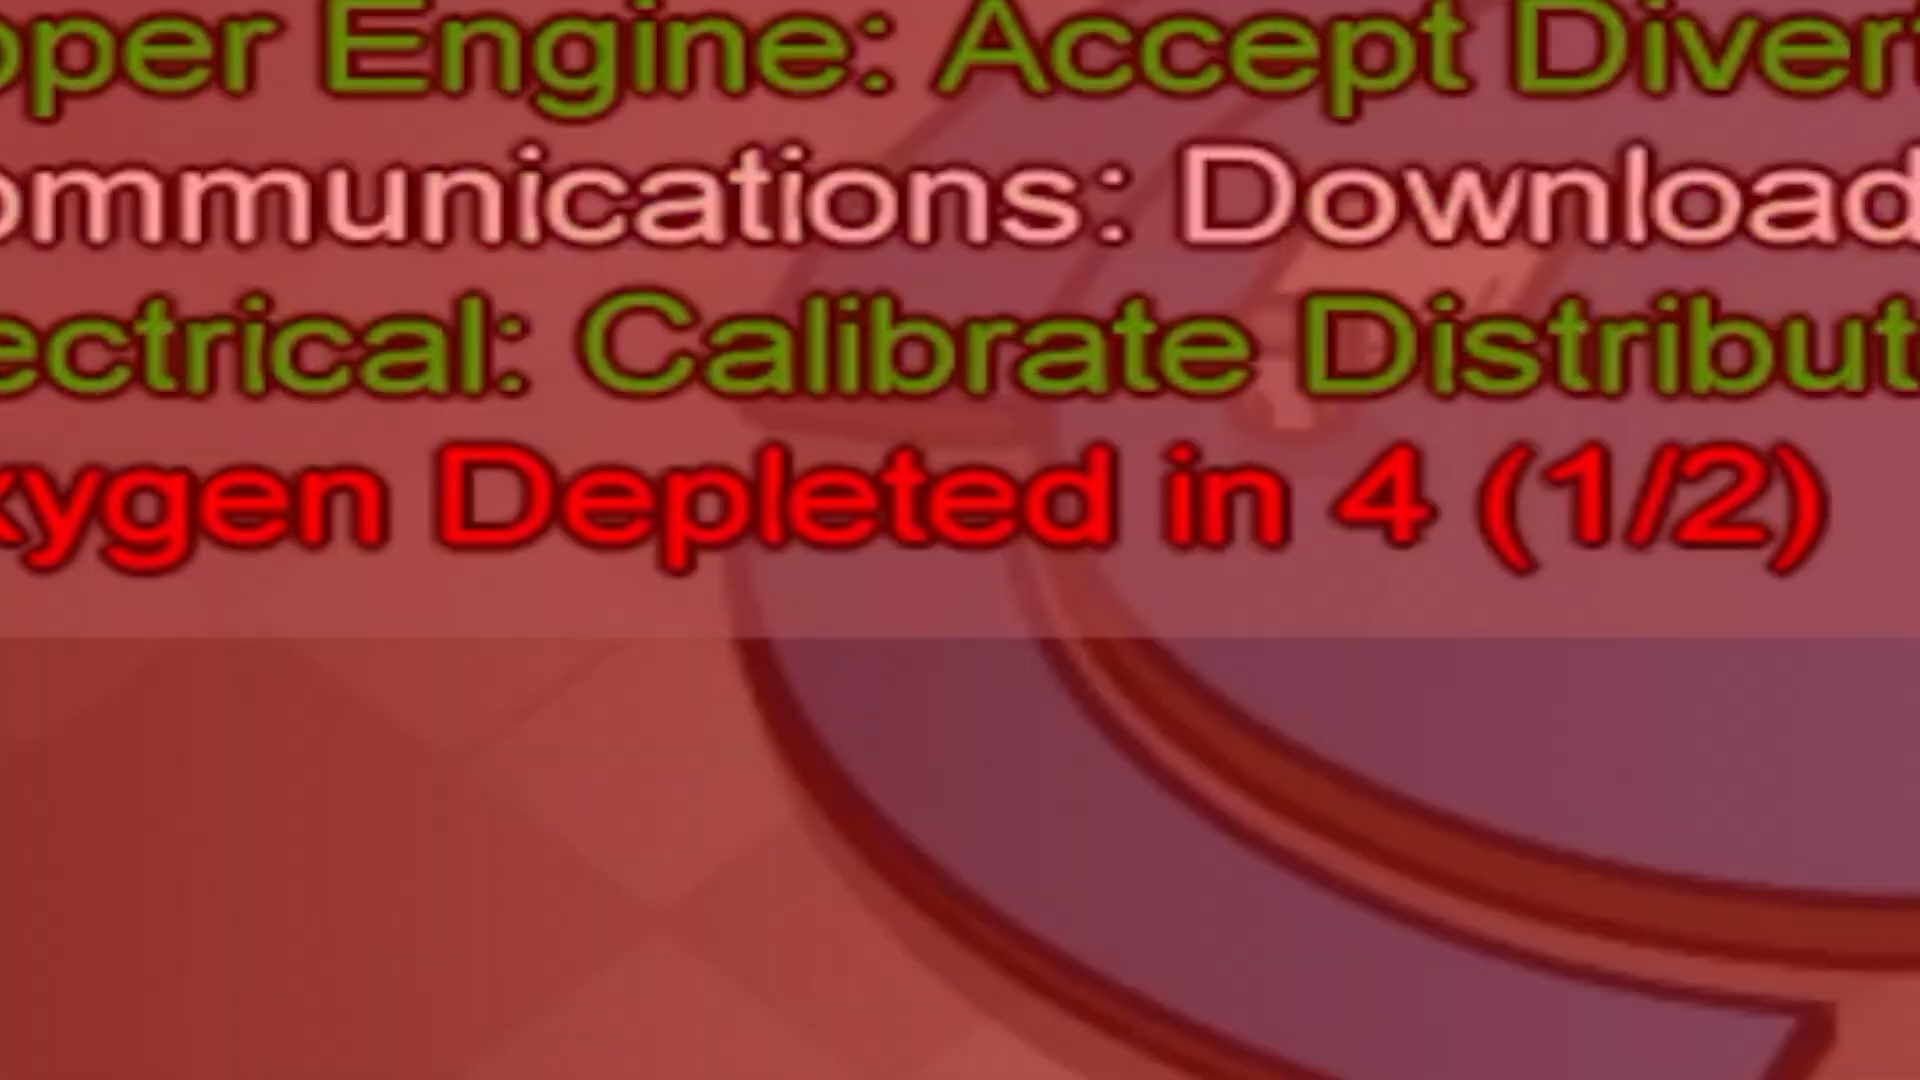 pper Engine: Accept Divert
ommunications: Download
ectrical: Calibrate Distribut
xygen Depleted in 4 (1/2)